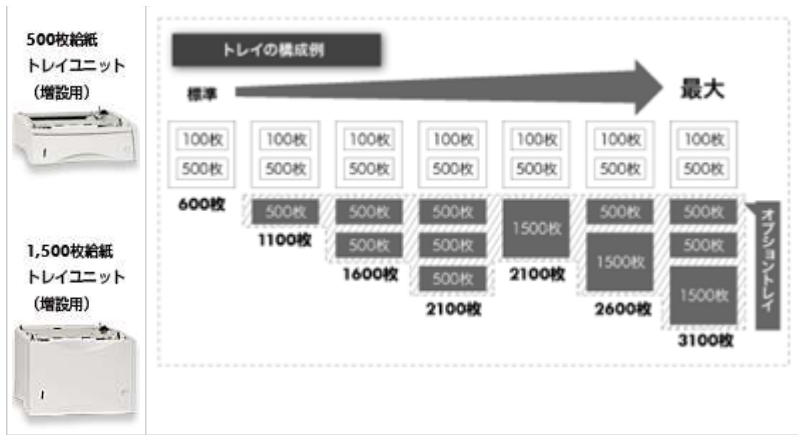 500枚給紙
トレイユニット
（増設用）
1,500枚給紙
トレイユニット
（増設用）
トレイの構成例
標準
最大
100枚 100枚 100枚 100枚 100枚 100枚 100枚
500枚 500枚 500枚 500枚 500枚 500枚 500枚
600枚
500枚 500枚 500枚 1500枚 500枚 500枚
1100枚
500枚 500枚 1500枚 500枚
1600枚
500枚
2100枚
1500枚
2100枚
2600枚
3100枚
オプショントレイ